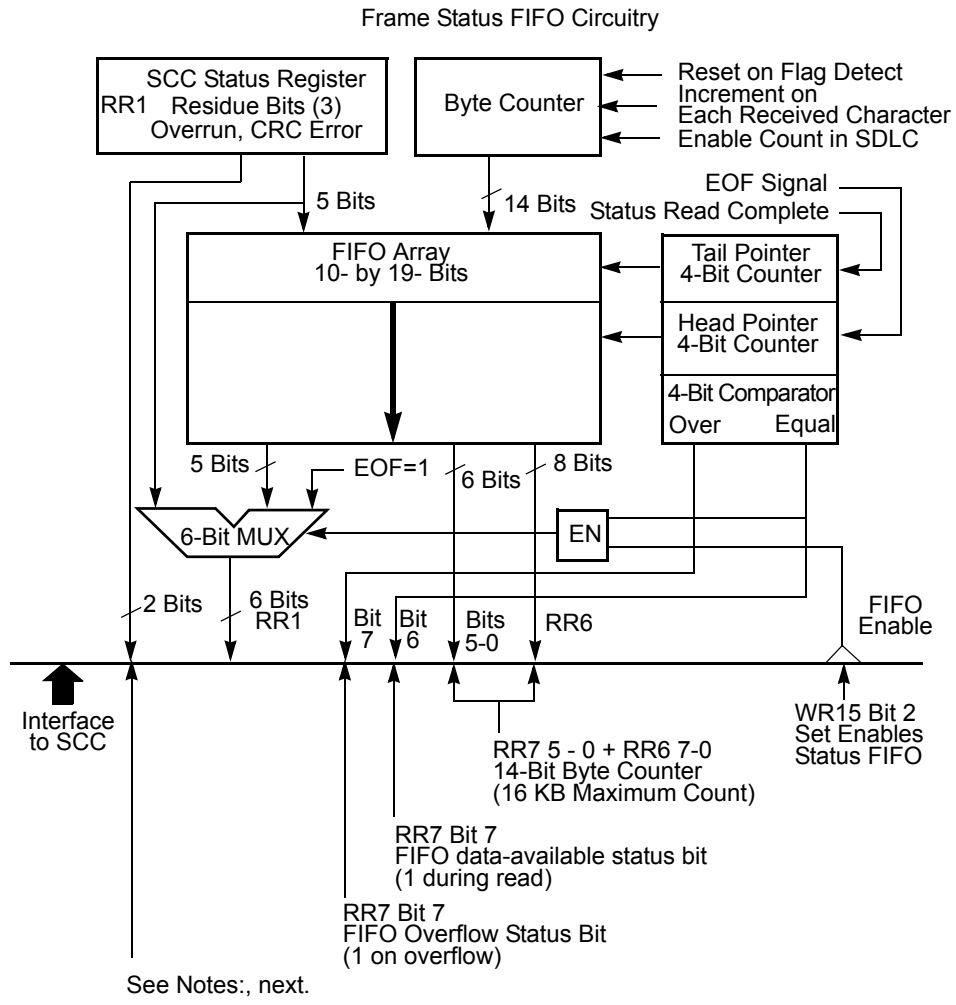 Frame Status FIFO Circuitry
SCC Status Register
RR1 Residue Bits (3)
Overrun, CRC Error
Byte Counter
Reset on Flag Detect
Increment on
Each Received Character
Enable Count in SDLC
5 Bits
14 Bits
EOF Signal
Status Read Complete
FIFO Array
10- by 19- Bits
Tail Pointer
4-Bit Counter
Head Pointer
4-Bit Counter
4-Bit Comparator
Over Equal
5 Bits
EOF=1
6 Bits
8 Bits
6-Bit MUX
EN
2 Bits
6 Bits
RR1
Bit
7
Bit
6
Bits
5-0
RR6
FIFO
Enable
Interface
to SCC
WR15 Bit 2
Set Enables
Status FIFO
RR7 5 - 0 + RR6 7-0
14-Bit Byte Counter
(16 KB Maximum Count)
RR7 Bit 7
FIFO data-available status bit
(1 during read)
RR7 Bit 7
FIFO Overflow Status Bit
(1 on overflow)
See Notes:, next.